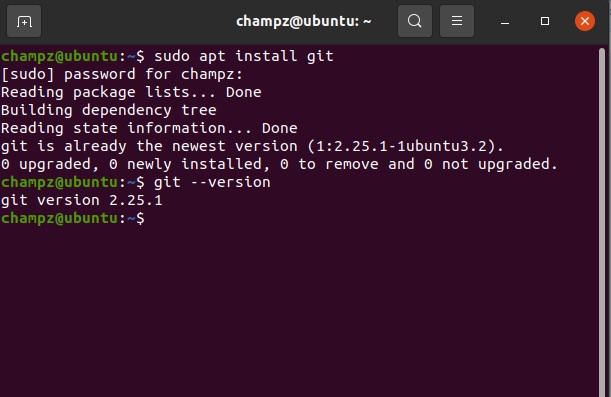 champz@ubuntu: ~
champz@ubuntu:~$ sudo apt install git
[sudo] password for champz:
Reading package lists... Done
Building dependency tree
Reading state information... Done
git is already the newest version (1:2.25.1-1ubuntu3.2).
0 upgraded, 0 newly installed, 0 to remove and 0 not upgraded.
champz@ubuntu:~$ git --version
git version 2.25.1
champz@ubuntu:~$